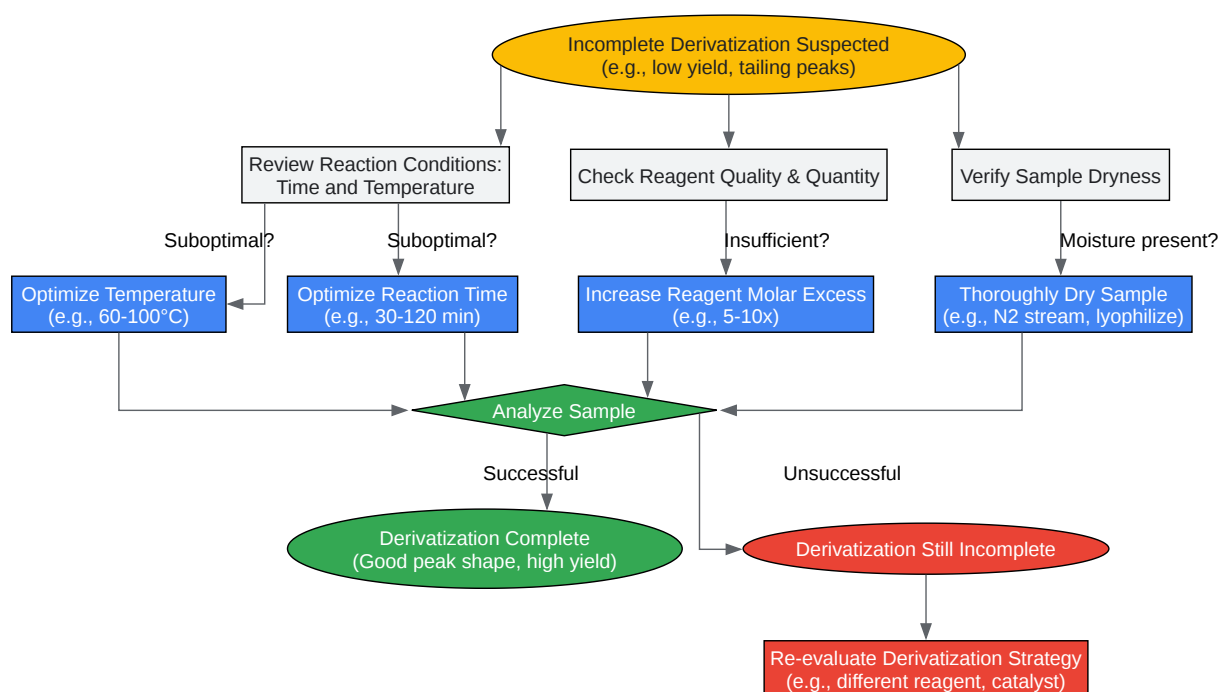 Incomplete Derivatization Suspected
(e.g., low yield, tailing peaks)
Review Reaction Conditions:
Time and Temperature
Check Reagent Quality & Quantity
Verify Sample Dryness
Suboptimal?
Suboptimal?
Insufficient?
Moisture present?
Optimize Temperature
(e.g., 60-100°C)
Optimize Reaction Time
(e.g., 30-120 min)
Increase Reagent Molar Excess
(e.g., 5-10x)
Thoroughly Dry Sample
(e.g., N2 stream, lyophilize)
Analyze Sample
Successful
Unsuccessful
Derivatization Complete
(Good peak shape, high yield)
Derivatization Still Incomplete
Re-evaluate Derivatization Strategy
(e.g., different reagent, catalyst)